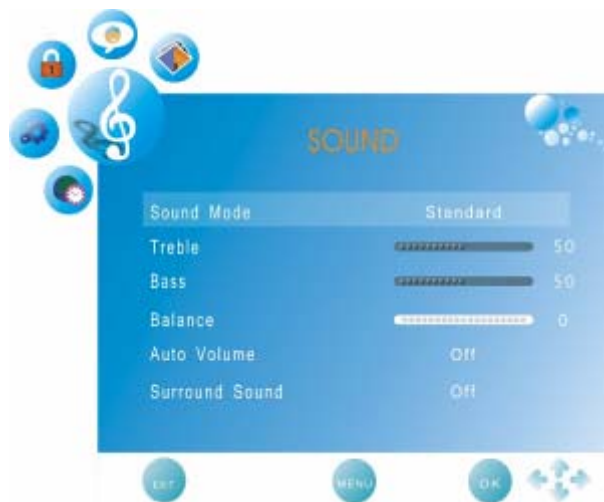 SOUND
Sound Mode Standard
Treble 50
Bass 50
Balance 0
Auto Volume Off
Surround Sound Off
EXIT MENU OK